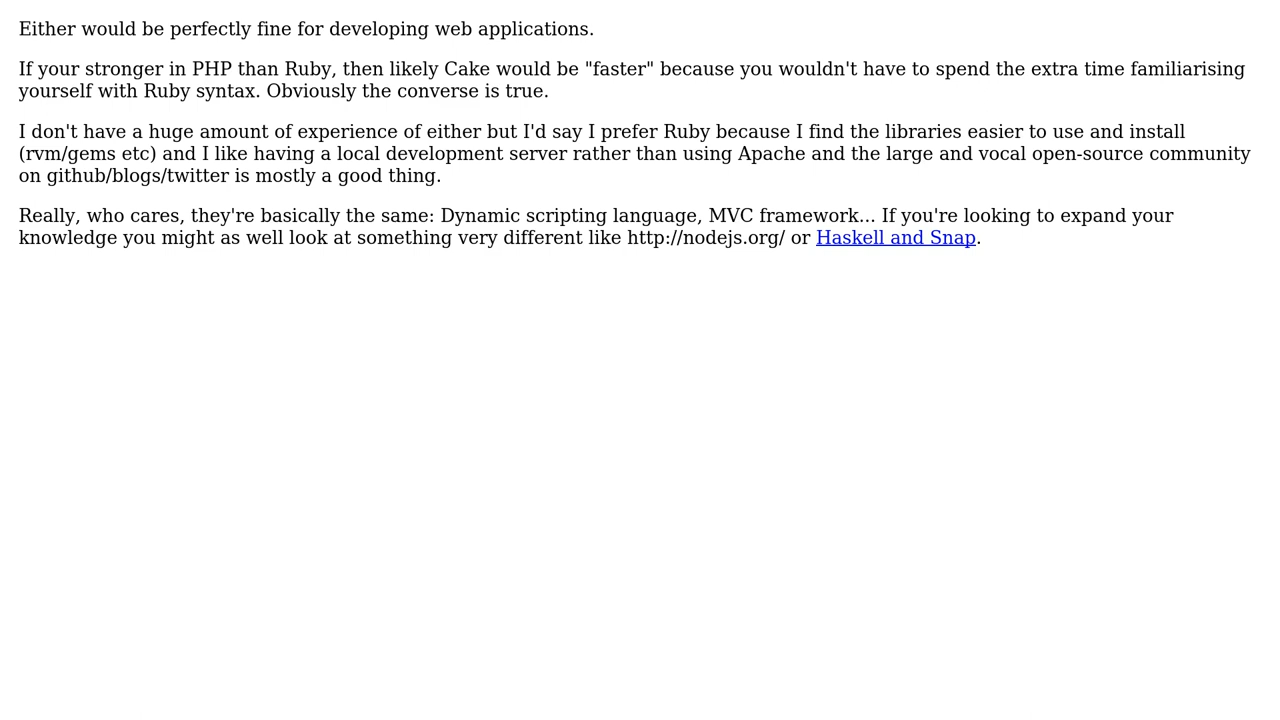 Either would be perfectly fine for developing web applications.
If your stronger in PHP than Ruby, then likely Cake would be "faster" because you wouldn't have to spend the extra time familiarising
yourself with Ruby syntax. Obviously the converse is true.
I don't have a huge amount of experience of either but I'd say I prefer Ruby because I find the libraries easier to use and install
(rvm/gems etc) and I like having a local development server rather than using Apache and the large and vocal open-source community
on github/blogs/twitter is mostly a good thing.
Really, who cares, they're basically the same: Dynamic scripting language, MVC framework... If you're looking to expand your
knowledge you might as well look at something very different like http://nodejs.org/ or Haskell and Snap.